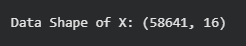 Data Shape of X: (58641, 16)